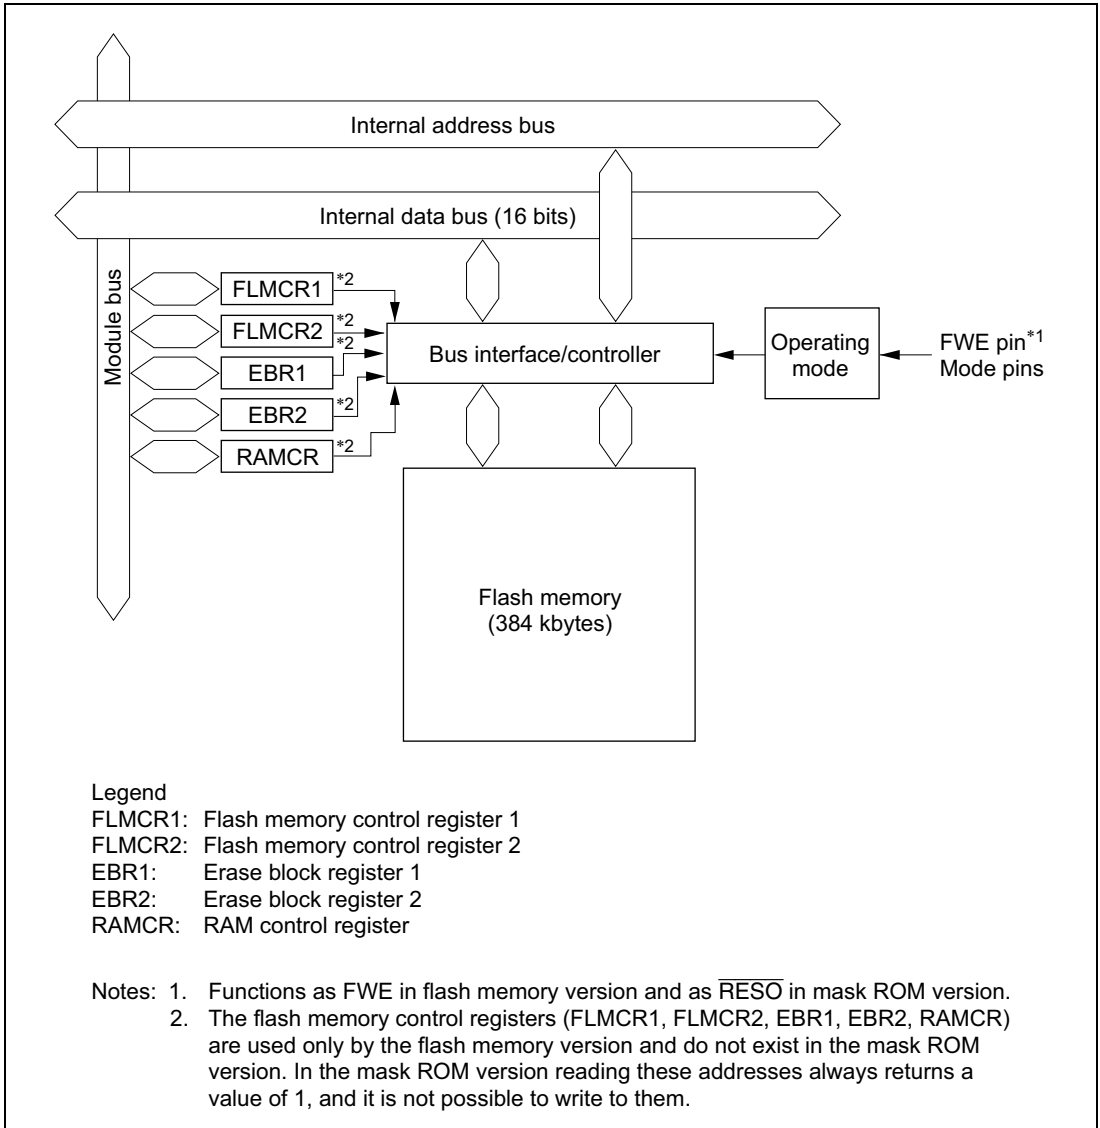 Internal address bus
Internal data bus (16 bits)
Module bus
FLMCR1 *2
FLMCR2 *2
EBR1 *2
EBR2 *2
RAMCR *2
Bus interface/controller
Operating
mode
FWE pin*1
Mode pins
Flash memory
(384 kbytes)
Legend
FLMCR1: Flash memory control register 1
FLMCR2: Flash memory control register 2
EBR1: Erase block register 1
EBR2: Erase block register 2
RAMCR: RAM control register
Notes: 1. Functions as FWE in flash memory version and as R̅E̅S̅O̅ in mask ROM version.
2. The flash memory control registers (FLMCR1, FLMCR2, EBR1, EBR2, RAMCR)
are used only by the flash memory version and do not exist in the mask ROM
version. In the mask ROM version reading these addresses always returns a
value of 1, and it is not possible to write to them.